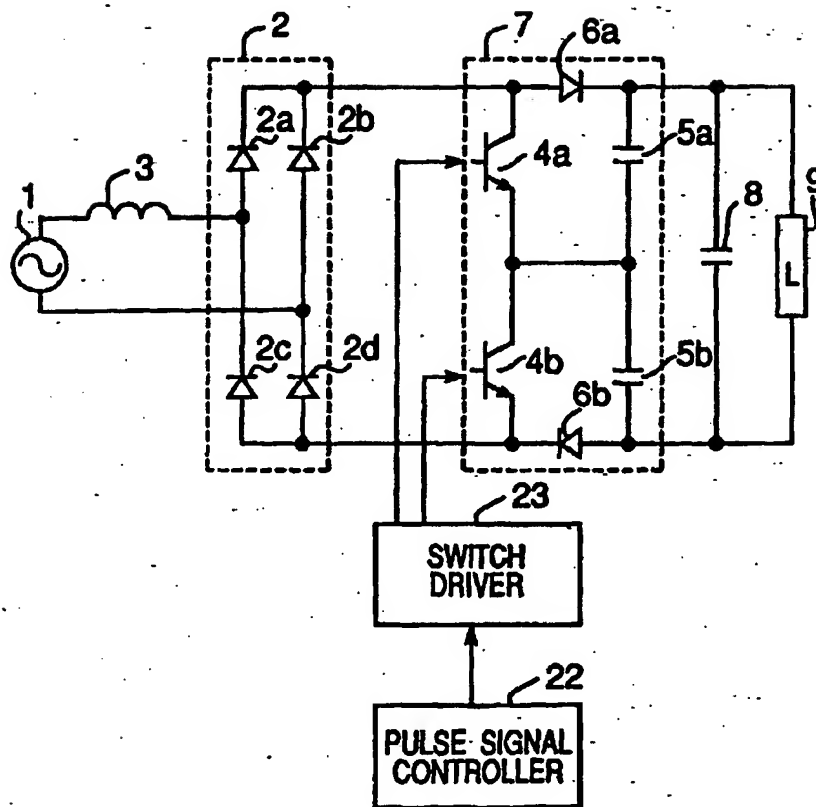 2
7
6a
2a
2b
4a
5a
3
1
8
9
L
2c
2d
4b
5b
6b
23
SWITCH
DRIVER
22
PULSE SIGNAL
CONTROLLER